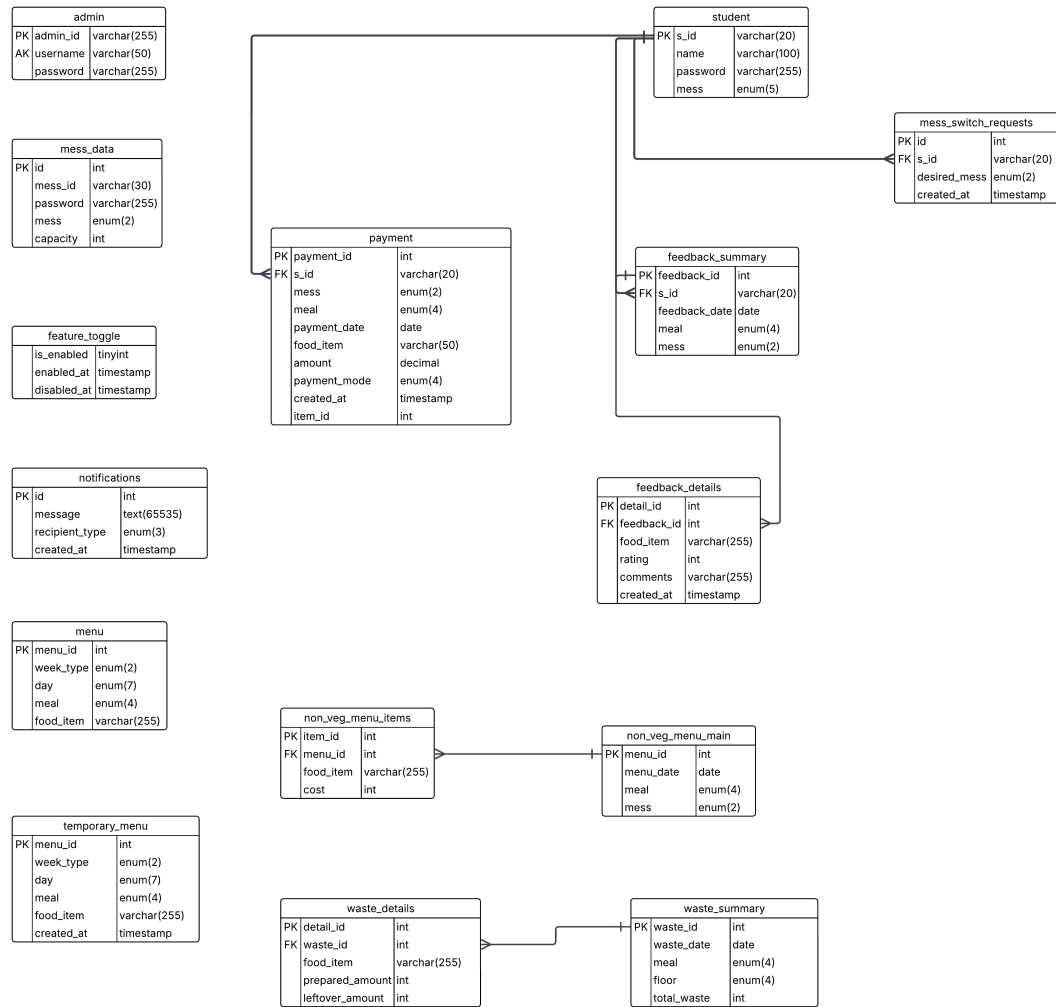 admin
PK admin_id varchar(255)
AK username varchar(50)
password varchar(255)
student
PK s_id varchar(20)
name varchar(100)
password varchar(255)
mess enum(5)
mess_switch_requests
PK id int
FK s_id varchar(20)
desired_mess enum(2)
created_at timestamp
mess_data
PK id int
mess_id varchar(30)
password varchar(255)
mess enum(2)
capacity int
payment
PK payment_id int
FK s_id varchar(20)
mess enum(2)
meal enum(4)
payment_date date
food_item varchar(50)
amount decimal
payment_mode enum(4)
created_at timestamp
item_id int
feedback_summary
PK feedback_id int
FK s_id varchar(20)
feedback_date date
meal enum(4)
mess enum(2)
feature_toggle
is_enabled tinyint
enabled_at timestamp
disabled_at timestamp
notifications
PK id int
message text(65535)
recipient_type enum(3)
created_at timestamp
feedback_details
PK detail_id int
FK feedback_id int
food_item varchar(255)
rating int
comments varchar(255)
created_at timestamp
menu
PK menu_id int
week_type enum(2)
day enum(7)
meal enum(4)
food_item varchar(255)
non_veg_menu_items
PK item_id int
FK menu_id int
food_item varchar(255)
cost int
non_veg_menu_main
PK menu_id int
menu_date date
meal enum(4)
mess enum(2)
temporary_menu
PK menu_id int
week_type enum(2)
day enum(7)
meal enum(4)
food_item varchar(255)
created_at timestamp
waste_details
PK detail_id int
FK waste_id int
food_item varchar(255)
prepared_amount int
leftover_amount int
waste_summary
PK waste_id int
waste_date date
meal enum(4)
floor enum(4)
total_waste int